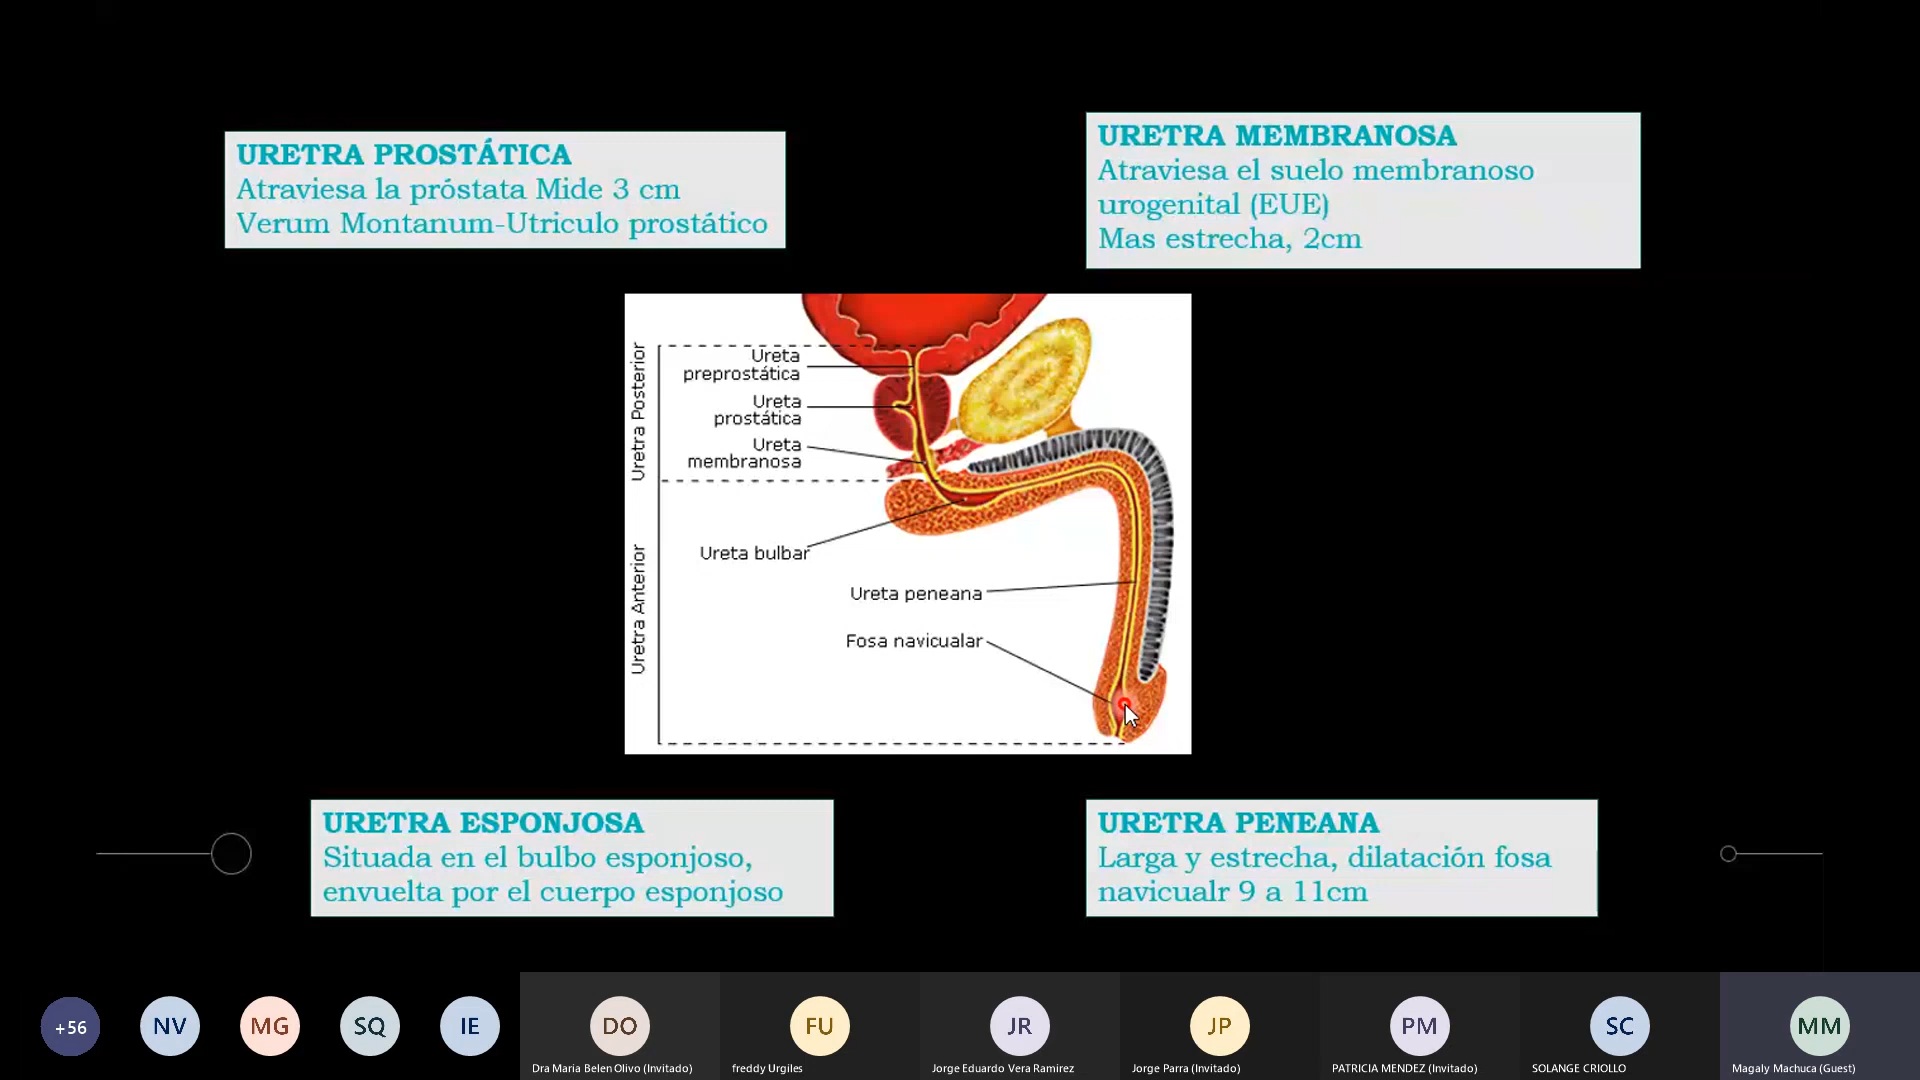 URETRA PROSTÁTICA
Atraviesa la próstata Mide 3 cm
Verum Montanum-Utriculo prostático
URETRA MEMBRANOSA
Atraviesa el suelo membranoso
urogenital (EUE)
Mas estrecha, 2cm
Uretra Posterior
Ureta
preprostática
Ureta
prostática
Ureta
membranosa
Uretra Anterior
Ureta bulbar
Ureta peneana
Fosa navicualar
URETRA ESPONJOSA
Situada en el bulbo esponjoso,
envuelta por el cuerpo esponjoso
URETRA PENEANA
Larga y estrecha, dilatación fosa
navicualr 9 a 11cm
+56
NV
MG
SQ
IE
DO
FU
JR
JP
PM
SC
MM
Dra Maria Belen Olivo (Invitado)
freddy Urgiles
Jorge Eduardo Vera Ramirez
Jorge Parra (Invitado)
PATRICIA MENDEZ (Invitado)
SOLANGE CRIOLLO
Magaly Machuca (Guest)